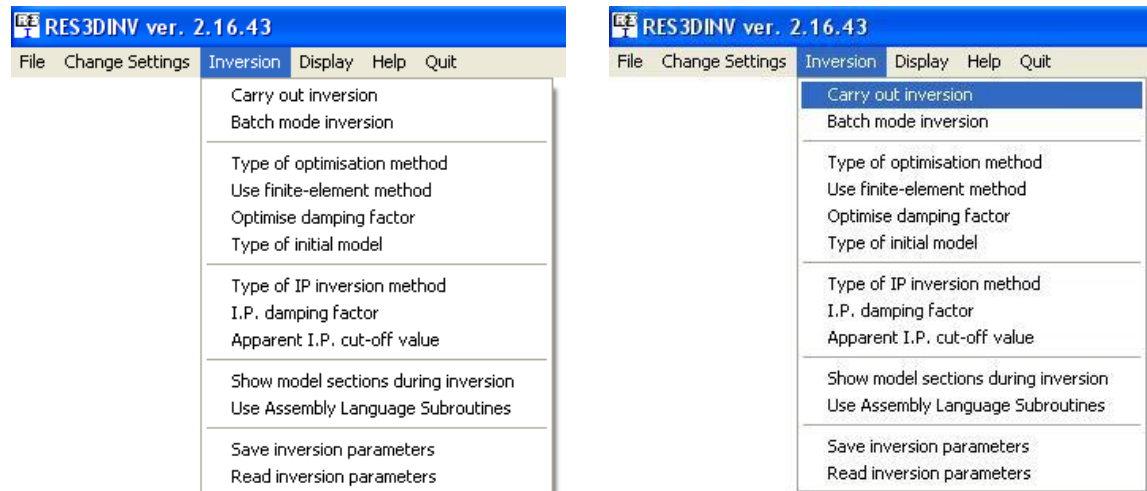 RES3DINV ver. 2.16.43
File Change Settings Inversion Display Help Quit
Carry out inversion
Batch mode inversion
Type of optimisation method
Use finite-element method
Optimise damping factor
Type of initial model
Type of IP inversion method
I.P. damping factor
Apparent I.P. cut-off value
Show model sections during inversion
Use Assembly Language Subroutines
Save inversion parameters
Read inversion parameters
RES3DINV ver. 2.16.43
File Change Settings Inversion Display Help Quit
Carry out inversion
Batch mode inversion
Type of optimisation method
Use finite-element method
Optimise damping factor
Type of initial model
Type of IP inversion method
I.P. damping factor
Apparent I.P. cut-off value
Show model sections during inversion
Use Assembly Language Subroutines
Save inversion parameters
Read inversion parameters